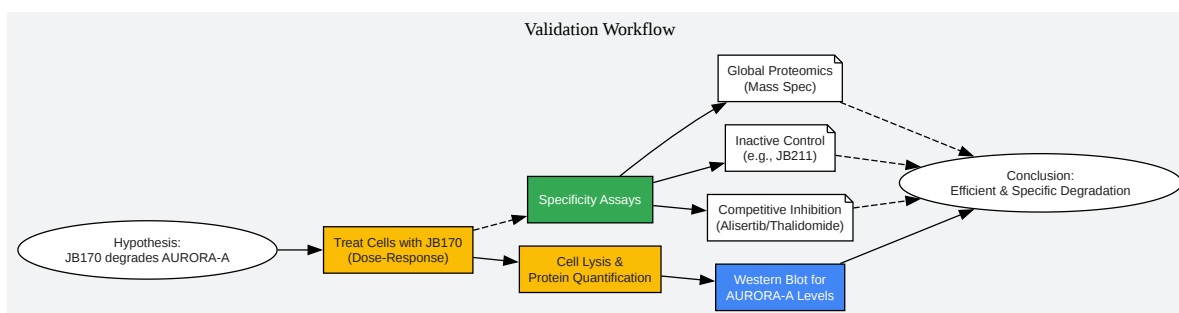 Validation Workflow
Global Proteomics
(Mass Spec)
Inactive Control
(e.g., JB211)
Conclusion:
Efficient & Specific Degradation
Specificity Assays
Competitive Inhibition
(Alisertib/Thalidomide)
Hypothesis:
JB170 degrades AURORA-A
Treat Cells with JB170
(Dose-Response)
Cell Lysis &
Protein Quantification
Western Blot for
AURORA-A Levels